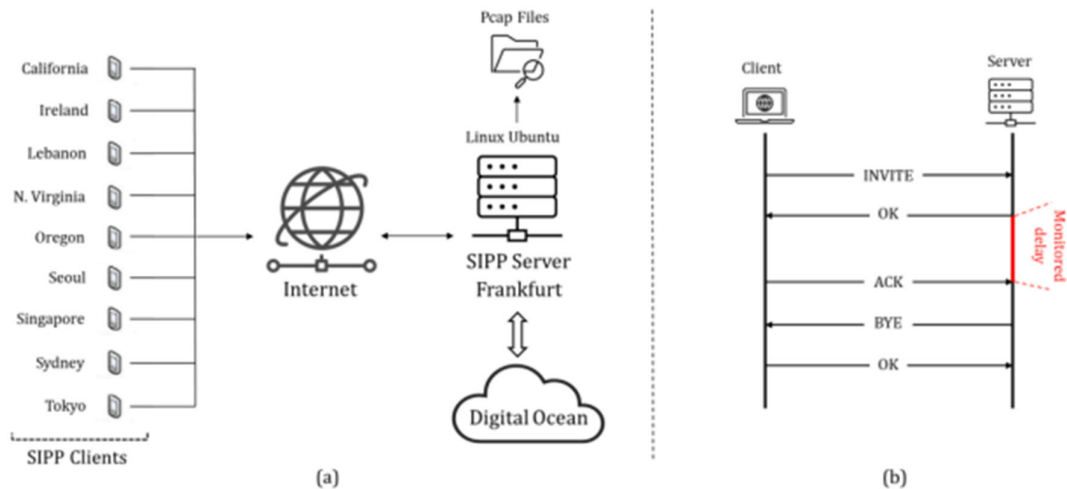 California
Ireland
Lebanon
N. Virginia
Oregon
Seoul
Singapore
Sydney
Tokyo
SIPP Clients
Internet
Pcap Files
Linux Ubuntu
SIPP Server
Frankfurt
Digital Ocean
(a)
Client
Server
INVITE
OK
Monitored
delay
ACK
BYE
OK
(b)